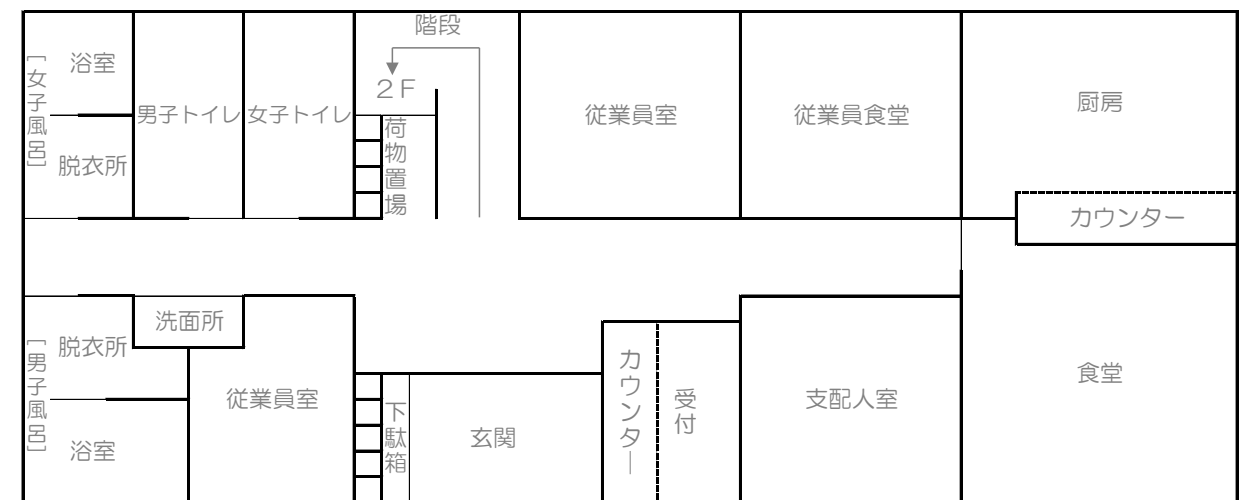 階段
[女子風呂]
浴室
2F
男子トイレ
女子トイレ
荷物置場
従業員室
従業員食堂
厨房
脱衣所
カウンター
洗面所
[男子風呂]
脱衣所
従業員室
下駄箱
玄関
カウンター
受付
支配人室
食堂
浴室